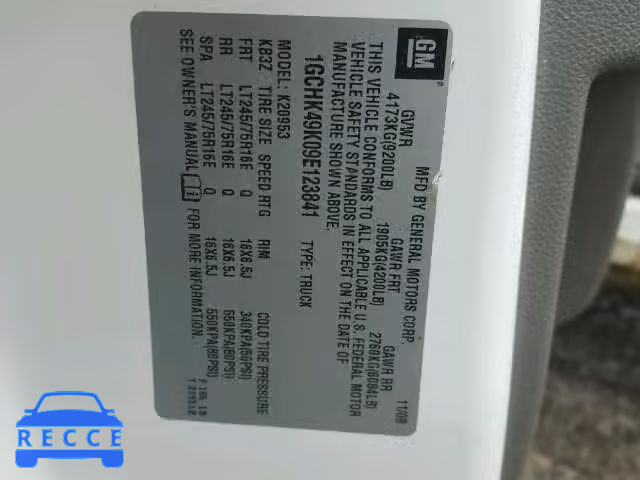 GM
®
MFD BY GENERAL MOTORS CORP. 11/08
GVWR GAWR FRT GAWR RR
4173KG(9200LB) 1905KG(4200LB) 2760KG(6084LB)
THIS VEHICLE CONFORMS TO ALL APPLICABLE U.S. FEDERAL MOTOR
VEHICLE SAFETY STANDARDS IN EFFECT ON THE DATE OF
MANUFACTURE SHOWN ABOVE.
1GCHK49K09E123841 TYPE: TRUCK
MODEL: K20953
KB3Z TIRE SIZE SPEED RTG RIM COLD TIRE PRESSURE
FRT LT245/75R16E Q 16X6.5J 340KPA(50PSI)
RR LT245/75R16E Q 16X6.5J 550KPA(80PSI)
SPA LT245/75R16E Q 16X6.5J 550KPA(80PSI)
SEE OWNER'S MANUAL FOR MORE INFORMATION.
RECCE